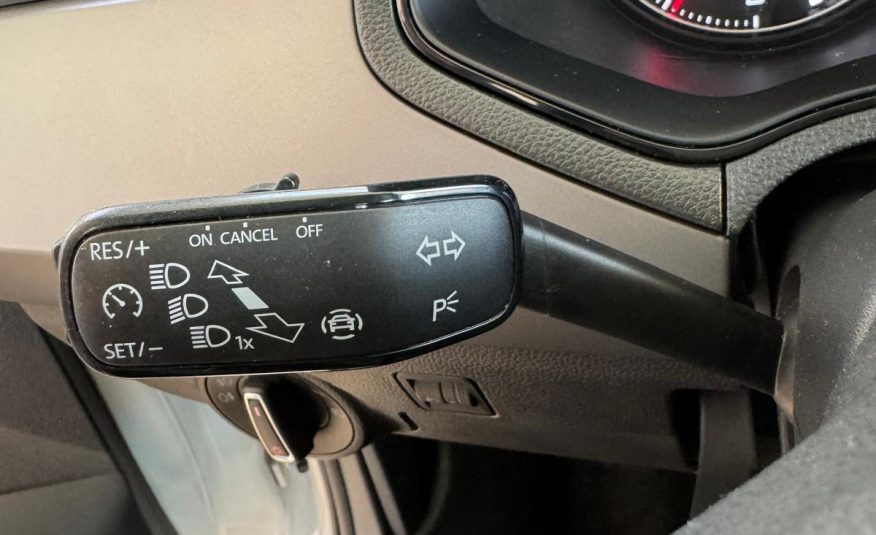 ON CANCEL OFF
RES/+
SET/–
1x
P